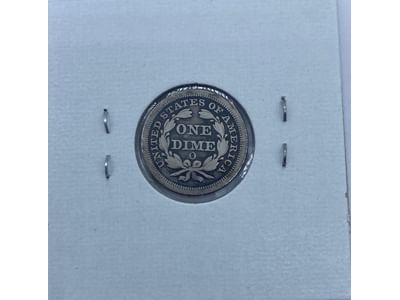 UNITED STATES OF AMERICA
ONE
DIME
O